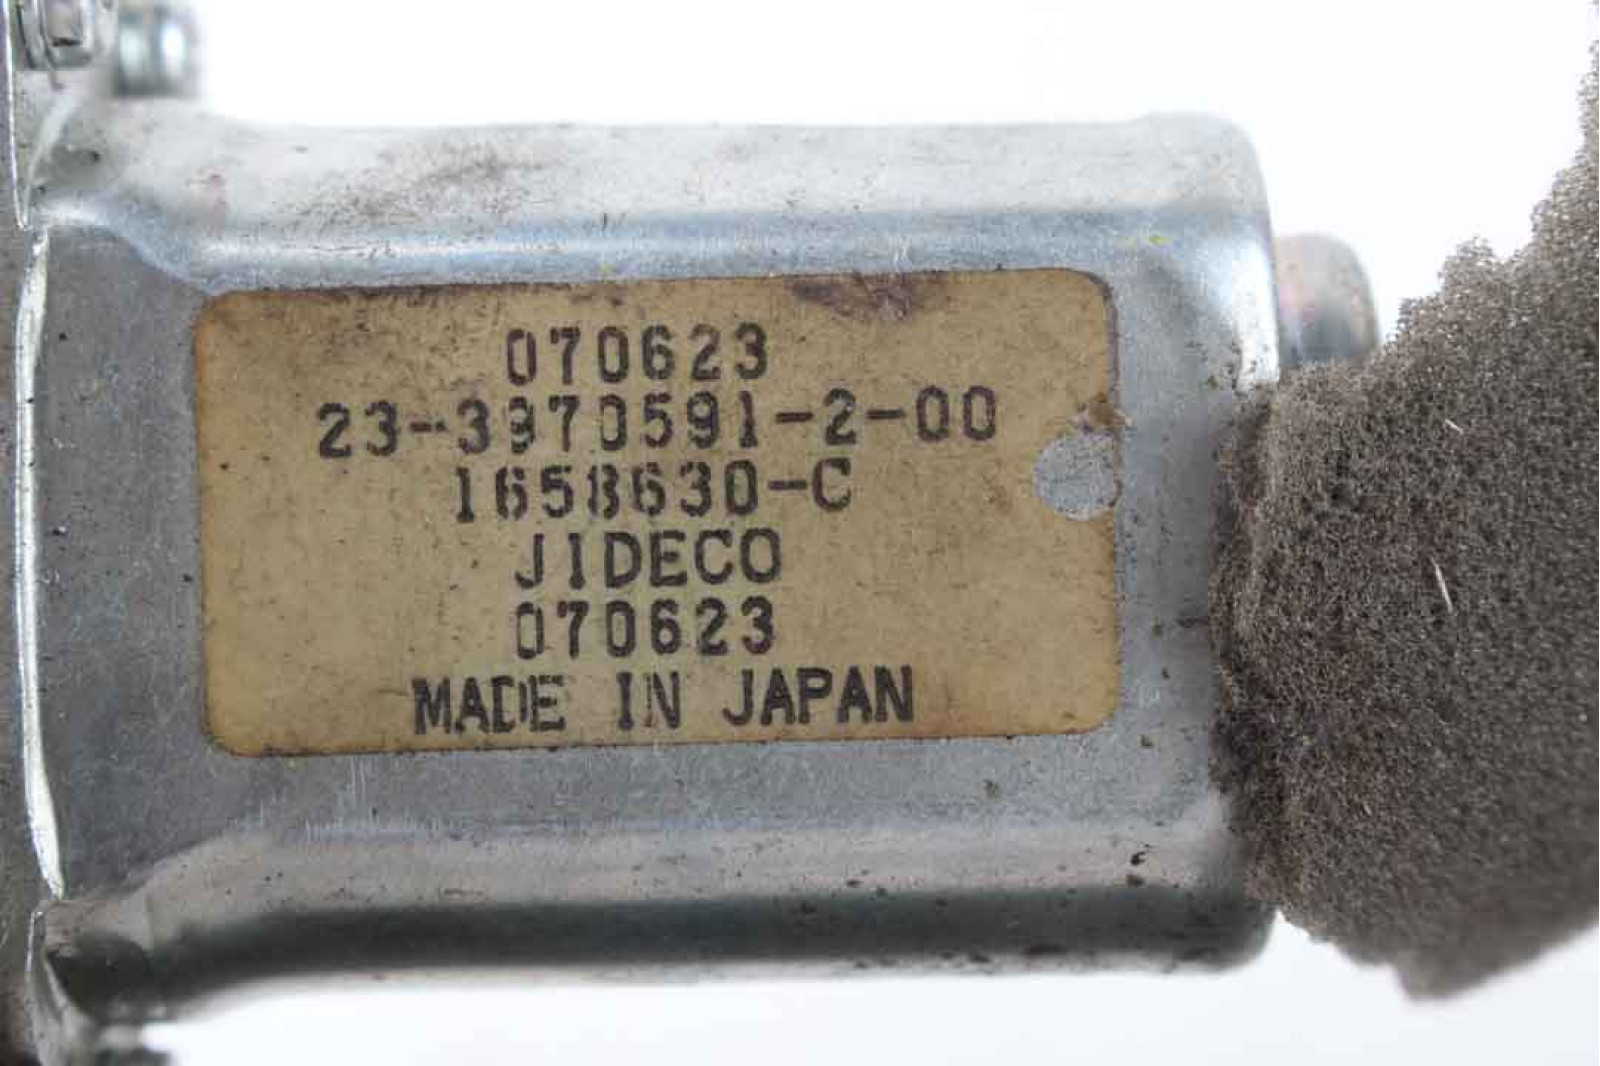 070623
23-3970591-2-00
1658630-C
JIDECO
070623
MADE IN JAPAN